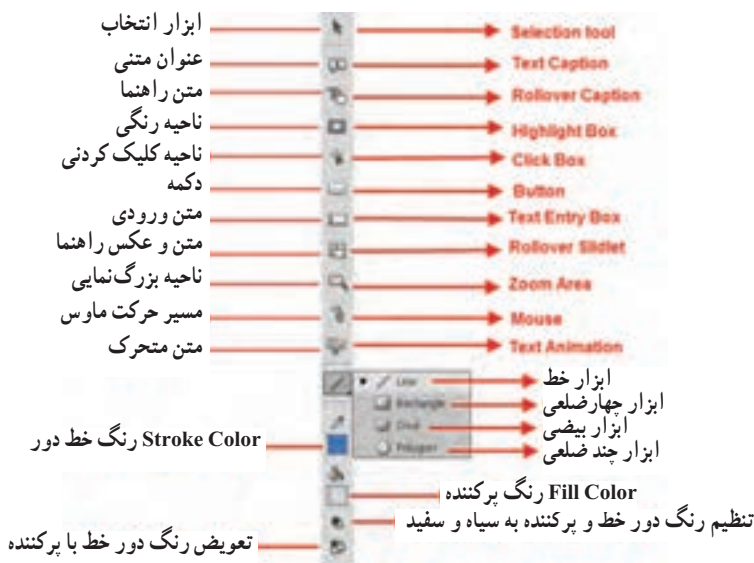 ابزار انتخاب Selection tool
عنوان متنی Text Caption
متن راهنما Rollover Caption
ناحیه رنگی Highlight Box
ناحیه کلیک کردنی Click Box
دکمه Button
متن ورودی Text Entry Box
متن و عکس راهنما Rollover Slidlet
ناحیه بزرگ‌نمایی Zoom Area
مسیر حرکت ماوس Mouse
متن متحرک Text Animation
Line ابزار خط
Rectangle ابزار چهارضلعی
Oval ابزار بیضی
Polygon ابزار چند ضلعی
Stroke Color رنگ خط دور
Fill Color رنگ پرکننده
تنظیم رنگ دور خط و پرکننده به سیاه و سفید
تعویض رنگ دور خط با پرکننده